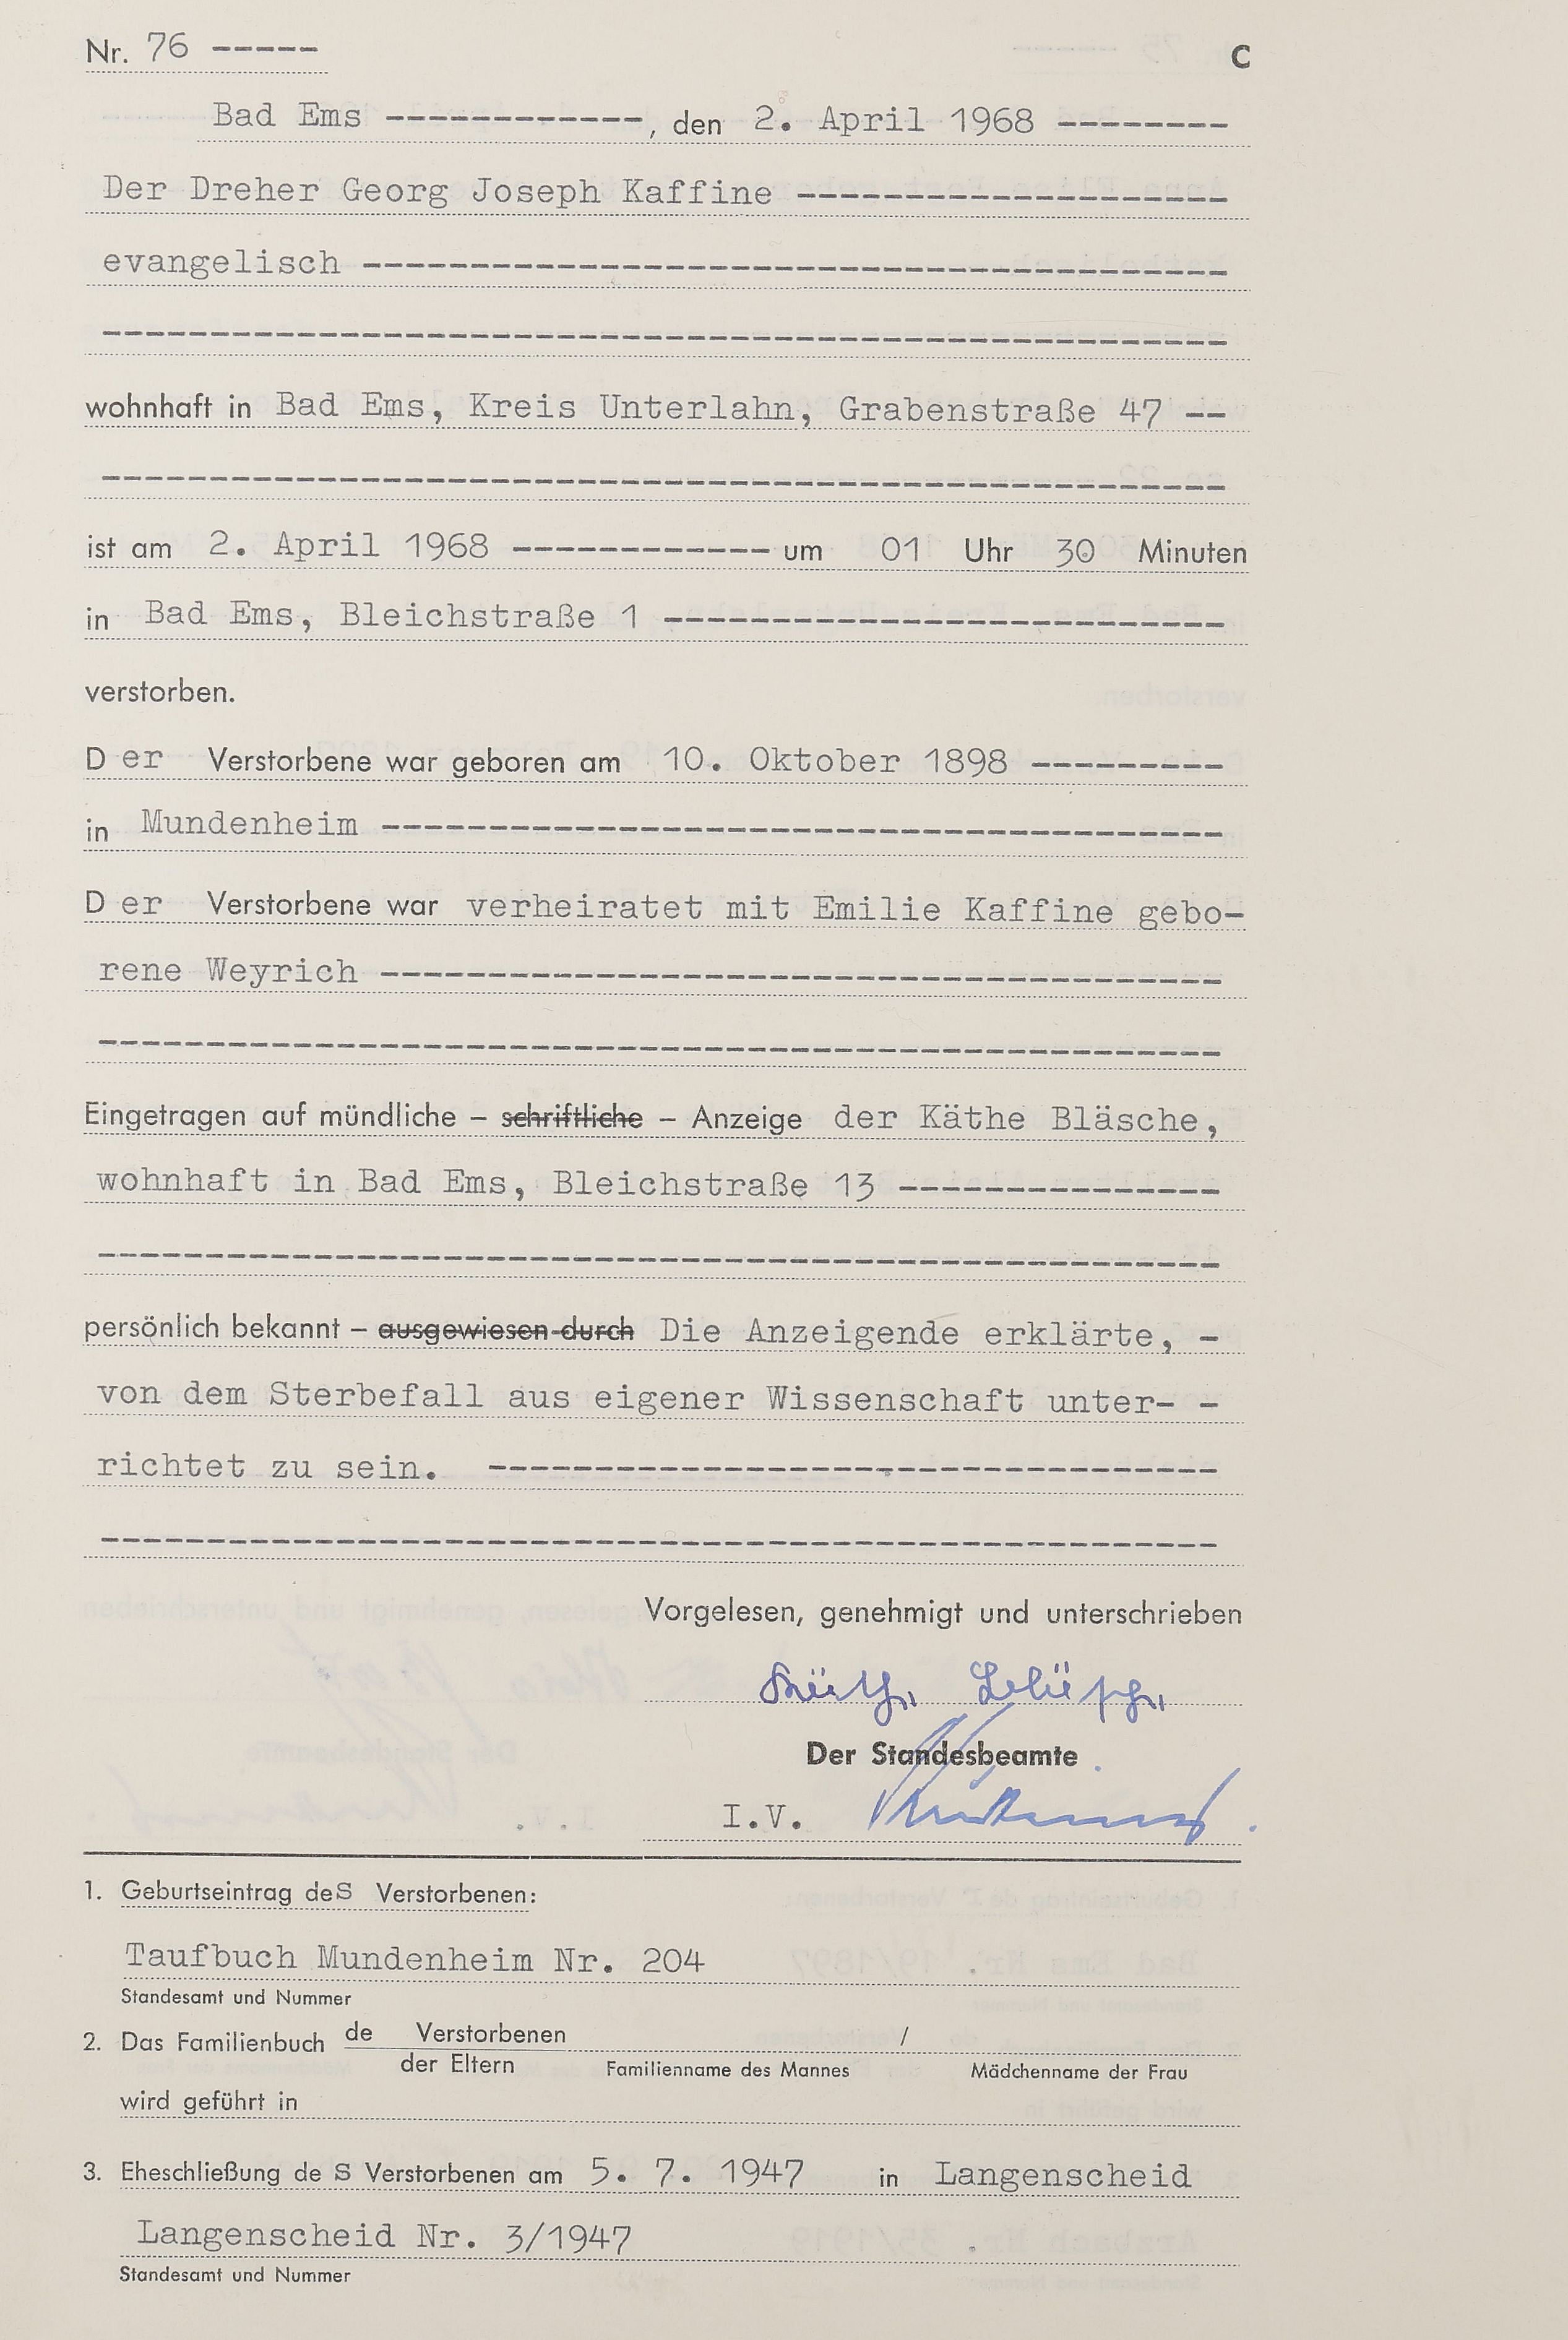 Nr. 76 ----- C
Bad Ems ------------, den 2. April 1968 --------
Der Dreher Georg Joseph Kaffine --------------------
evangelisch ----------------------------------------
----------------------------------------------------
wohnhaft in Bad Ems, Kreis Unterlahn, Grabenstraße 47 --
----------------------------------------------------
ist am 2. April 1968 ------------ um 01 Uhr 30 Minuten
in Bad Ems, Bleichstraße 1 --------------------------
verstorben.
Der Verstorbene war geboren am 10. Oktober 1898 ---------
in Mundenheim ---------------------------------------
Der Verstorbene war verheiratet mit Emilie Kaffine gebo-
rene Weyrich ---------------------------------------
----------------------------------------------------
Eingetragen auf mündliche – schriftliche – Anzeige der Käthe Bläsche,
wohnhaft in Bad Ems, Bleichstraße 13 ---------------
----------------------------------------------------
persönlich bekannt – ausgewiesen durch Die Anzeigende erklärte, -
von dem Sterbefall aus eigener Wissenschaft unter- -
richtet zu sein. ----------------------------------
----------------------------------------------------
Vorgelesen, genehmigt und unterschrieben
Käthe Bläsche
Der Standesbeamte
I.V.
1. Geburtseintrag des Verstorbenen:
Taufbuch Mundenheim Nr. 204
Standesamt und Nummer
2. Das Familienbuch de Verstorbenen /
der Eltern Familienname des Mannes Mädchenname der Frau
wird geführt in
3. Eheschließung des Verstorbenen am 5. 7. 1947 in Langenscheid
Langenscheid Nr. 3/1947
Standesamt und Nummer